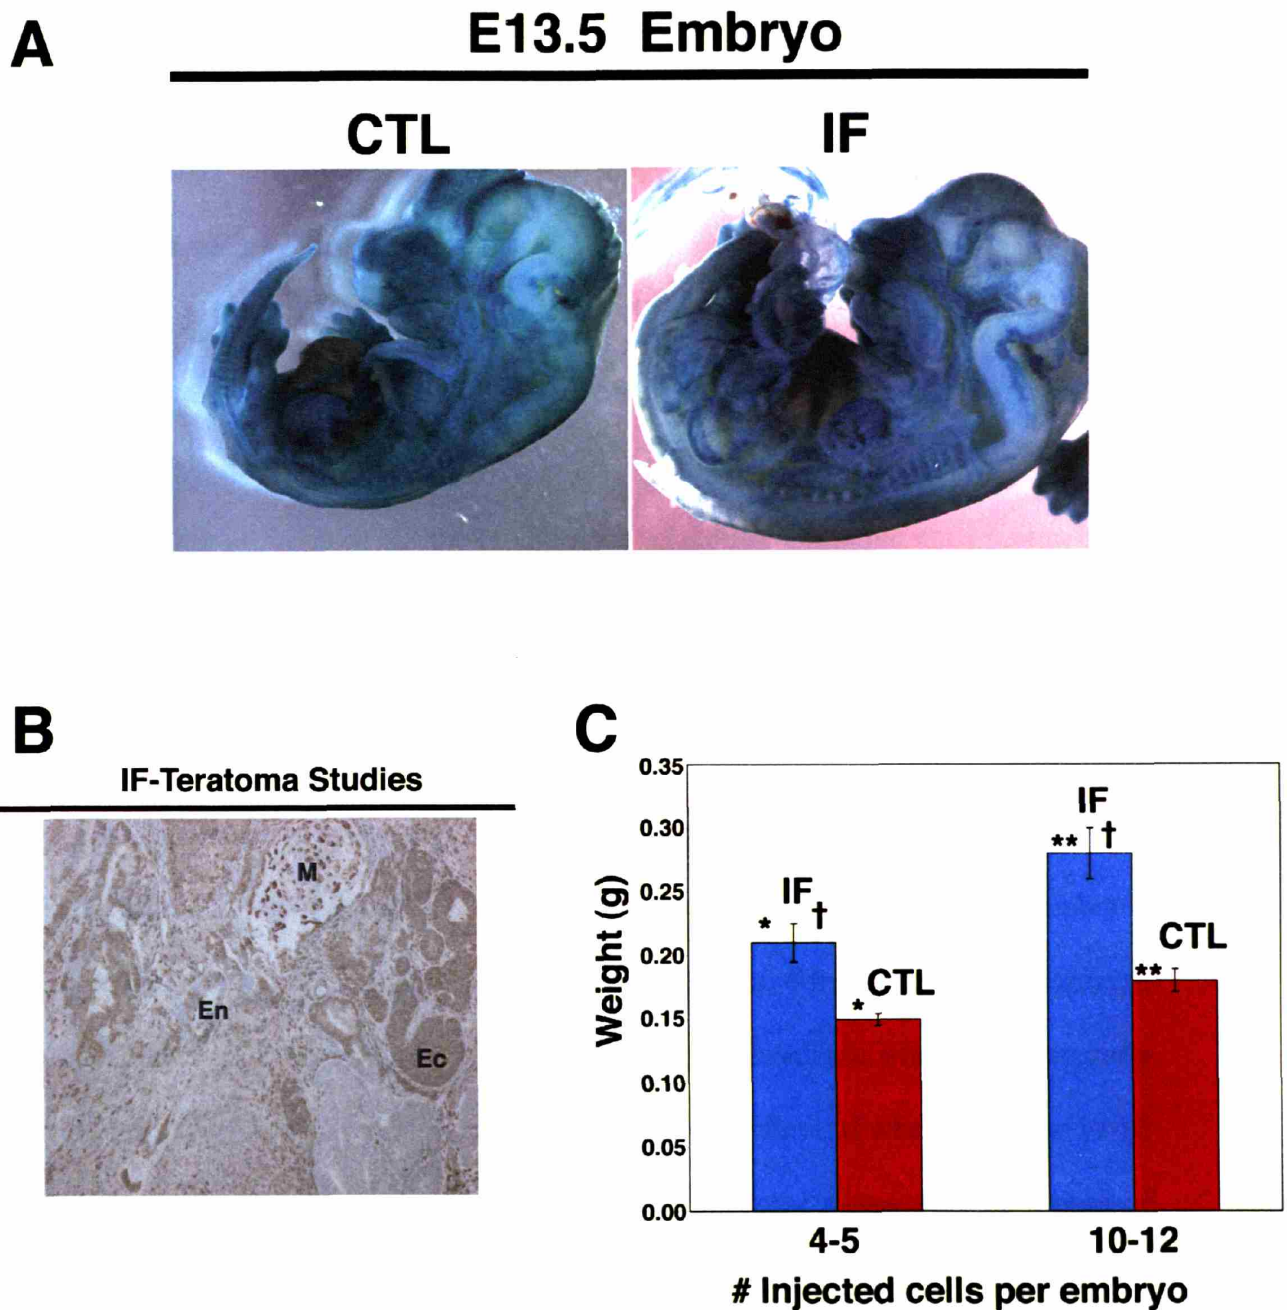 A
E13.5 Embryo
CTL
IF
B
IF-Teratoma Studies
M
En
Ec
C
Weight (g)
0.35
0.30
0.25
0.20
0.15
0.10
0.05
0.00
IF
* †
* CTL
IF
** †
CTL
**
4-5
10-12
# Injected cells per embryo